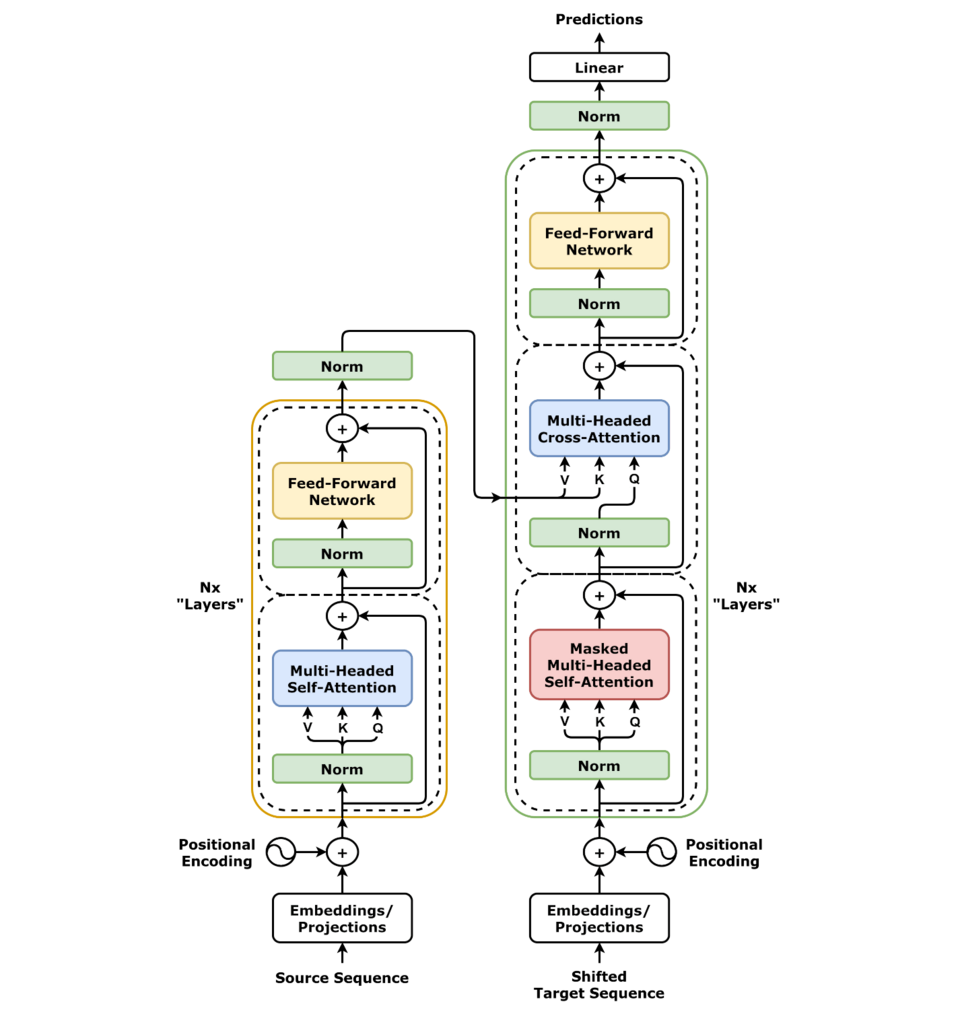 Predictions
Linear
Norm
Feed-Forward
Network
Norm
Multi-Headed
Cross-Attention
V K Q
Norm
Nx
"Layers"
Masked
Multi-Headed
Self-Attention
V K Q
Norm
Positional
Encoding
+
Embeddings/
Projections
Shifted
Target Sequence
Norm
+
Feed-Forward
Network
Norm
Nx
"Layers"
+
Multi-Headed
Self-Attention
V K Q
Norm
Positional
Encoding
+
Embeddings/
Projections
Source Sequence
+
+
+